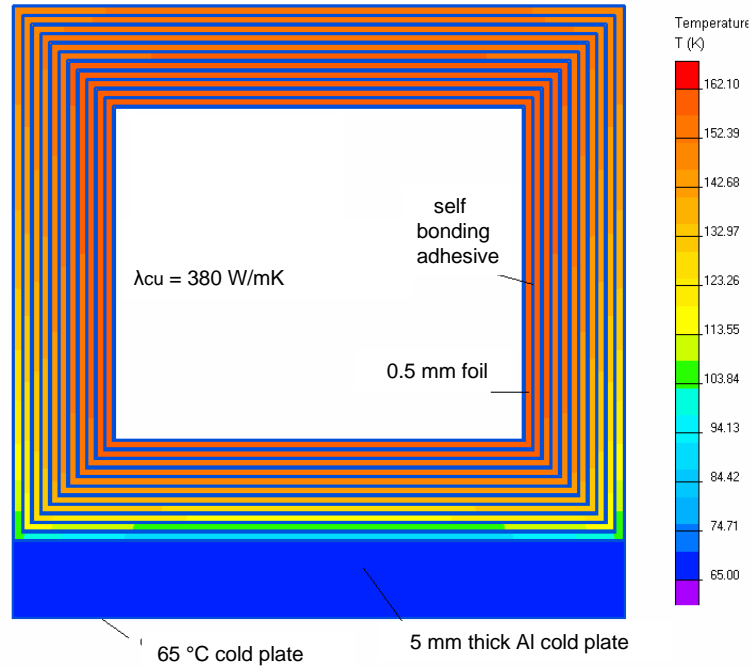 Temperature
T (K)
162.10
152.39
142.68
132.97
123.26
113.55
103.84
94.13
84.42
74.71
65.00
self
bonding
adhesive
λcu = 380 W/mK
0.5 mm foil
65 °C cold plate
5 mm thick Al cold plate